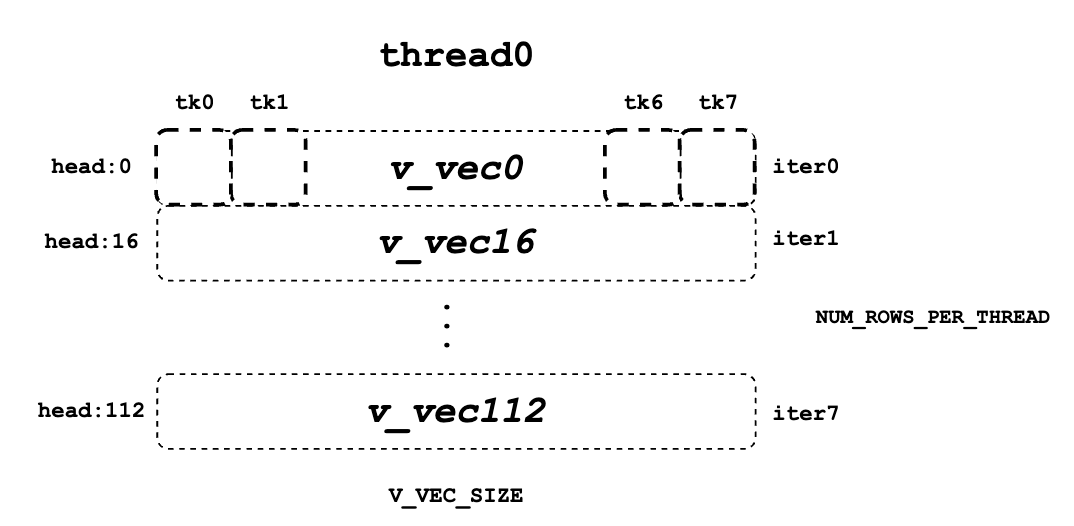 thread0
tk0 tk1 tk6 tk7
head:0 v_vec0 iter0
head:16 v_vec16 iter1
NUM_ROWS_PER_THREAD
head:112 v_vec112 iter7
V_VEC_SIZE